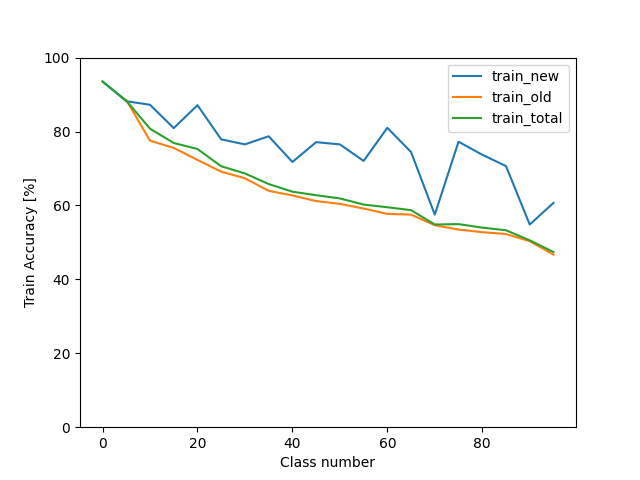 100
80
60
40
20
0
Train Accuracy [%]
train_new
train_old
train_total
0 20 40 60 80
Class number